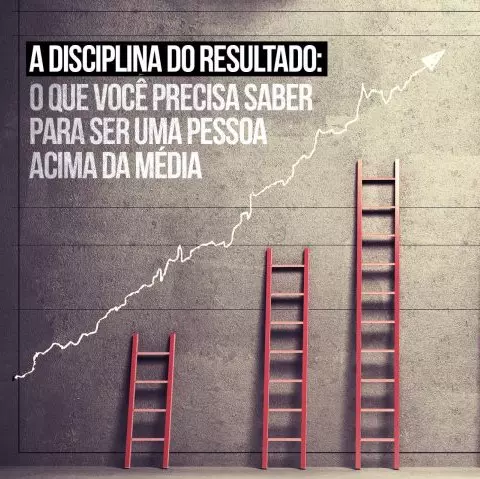 A DISCIPLINA DO RESULTADO:
O QUE VOCÊ PRECISA SABER
PARA SER UMA PESSOA
ACIMA DA MÉDIA